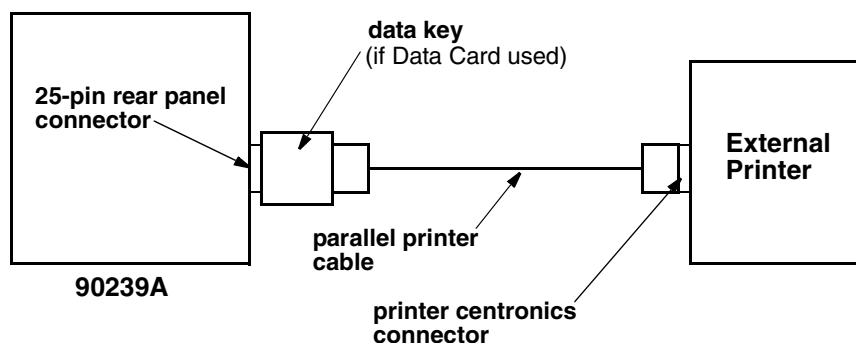 data key
(if Data Card used)
25-pin rear panel
connector
External
Printer
parallel printer
cable
90239A
printer centronics
connector